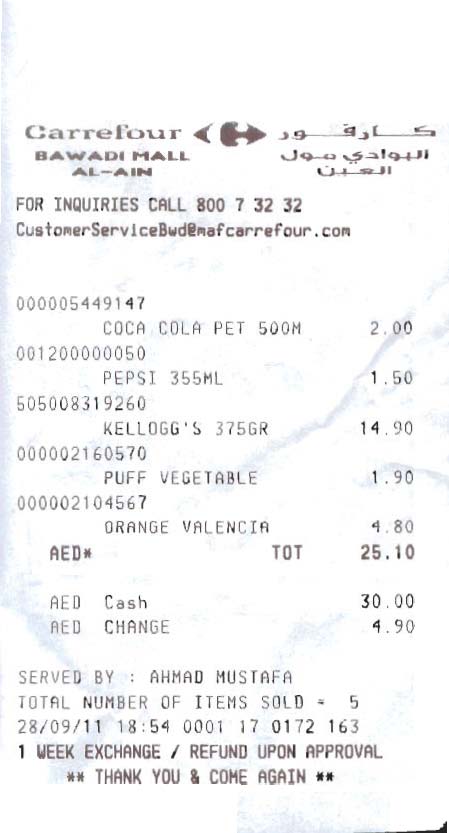 Carrefour كارفور
BAWADI MALL البوادي مول
AL-AIN العين
FOR INQUIRIES CALL 800 7 32 32
CustomerServiceBwd@mafcarrefour.com
000005449147
COCA COLA PET 500M 2.00
001200000050
PEPSI 355ML 1.50
505008319260
KELLOGG'S 375GR 14.90
000002160570
PUFF VEGETABLE 1.90
000002104567
ORANGE VALENCIA 4.80
AED* TOT 25.10
AED Cash 30.00
AED CHANGE 4.90
SERVED BY : AHMAD MUSTAFA
TOTAL NUMBER OF ITEMS SOLD = 5
28/09/11 18:54 0001 17 0172 163
1 WEEK EXCHANGE / REFUND UPON APPROVAL
** THANK YOU & COME AGAIN **